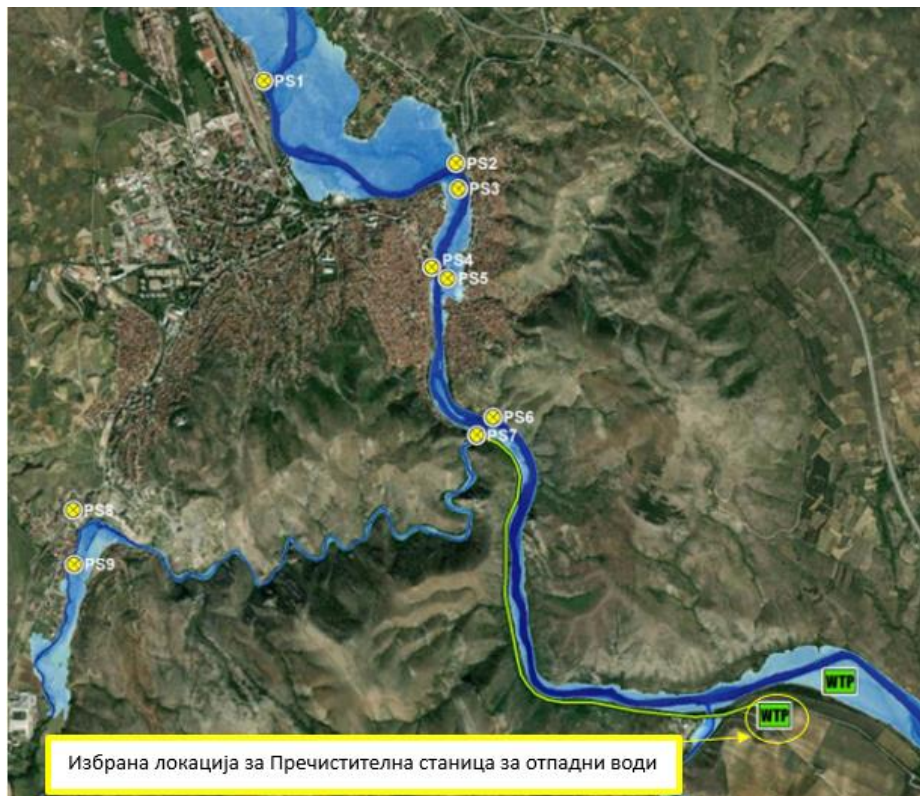 PS1
PS2
PS3
PS4
PS5
PS6
PS7
PS8
PS9
WTP
WTP
Избрана локација за Пречистителна станица за отпадни води